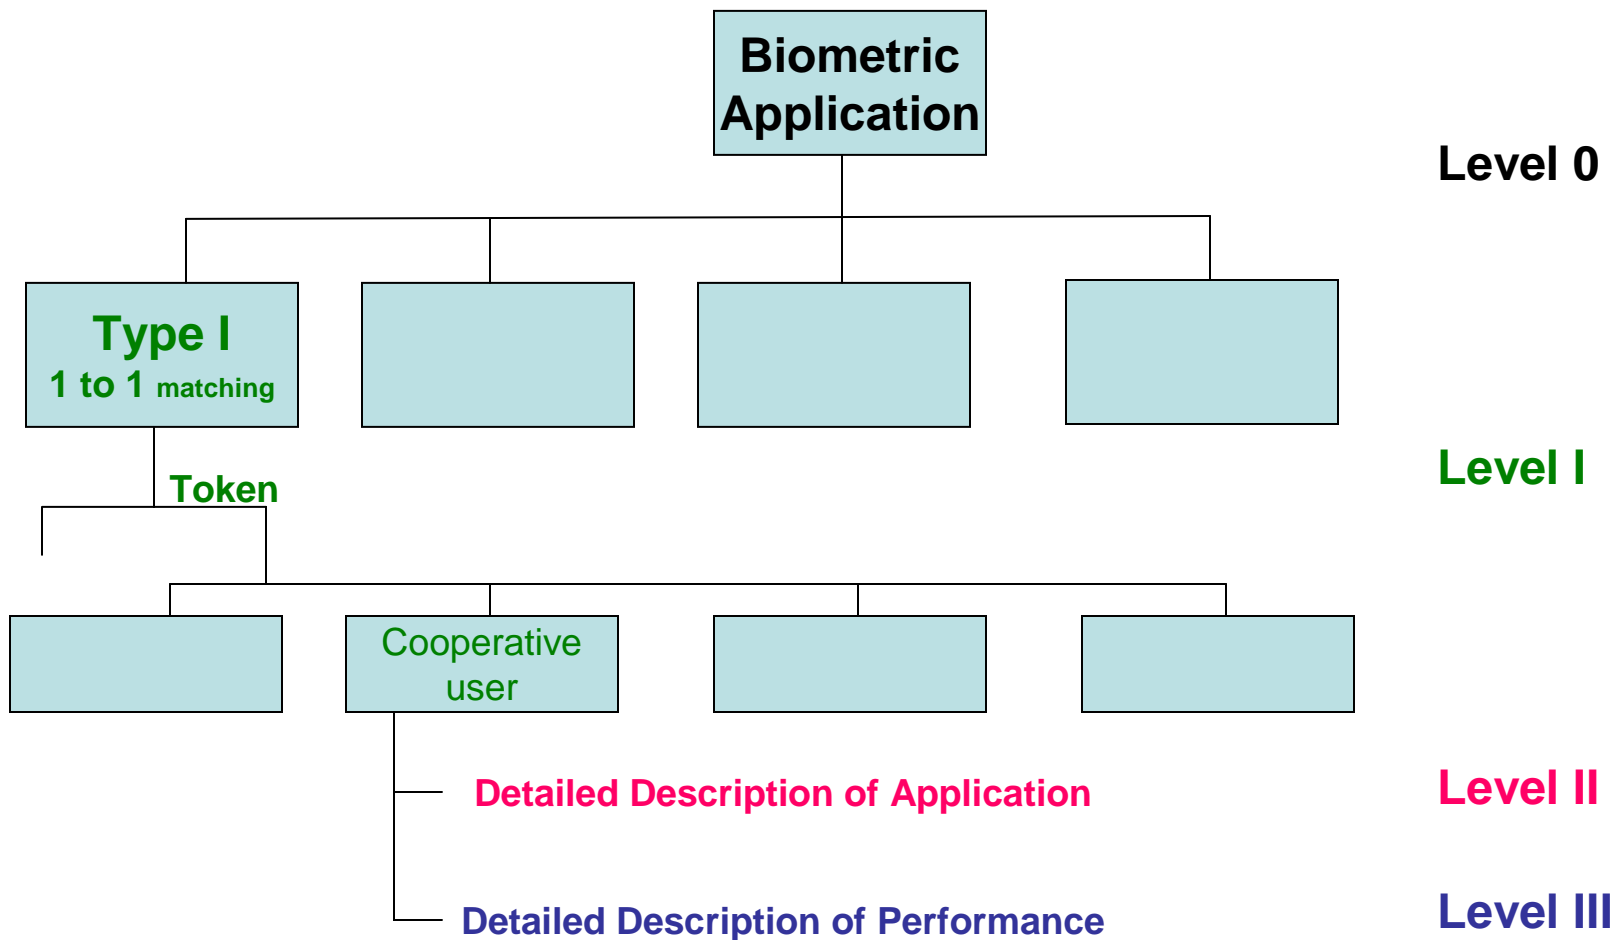 Biometric
Application
Level 0
Type I
1 to 1 matching
Level I
Token
Cooperative
user
Detailed Description of Application
Level II
Detailed Description of Performance
Level III